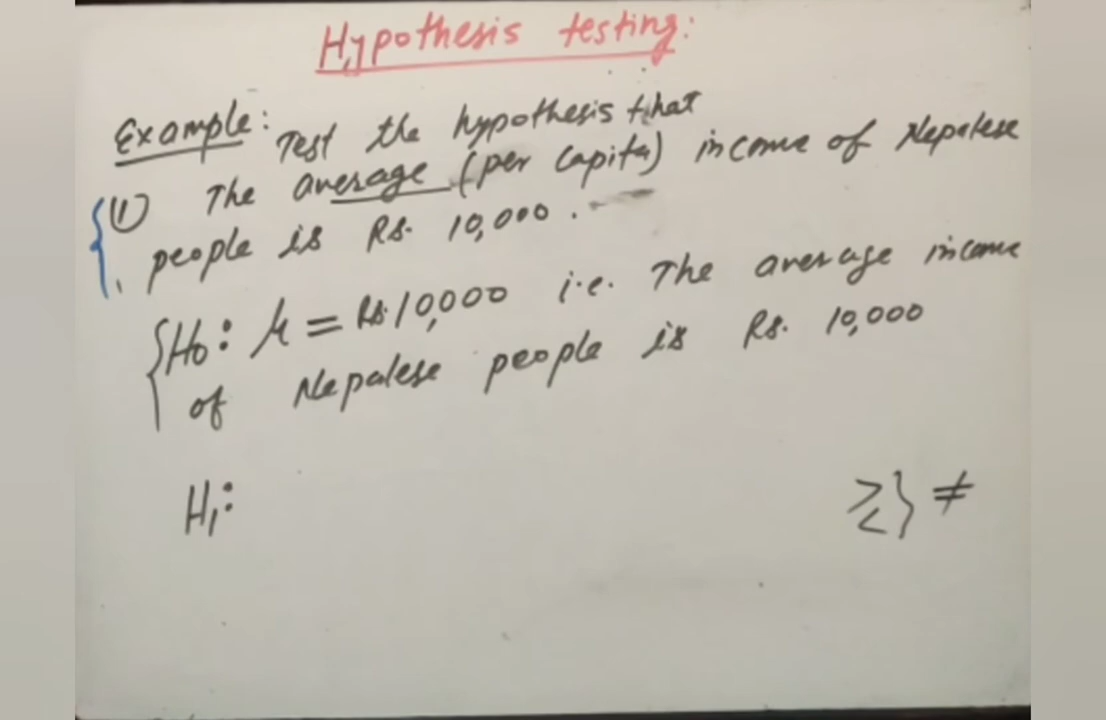 Hypothesis testing:
Example: Test the hypothesis that
(1) The average (per Capita) income of Nepalese
people is Rs. 10,000.
H0: μ = Rs. 10,000 i.e. The average income
of Nepalese people is Rs. 10,000
H1: > < } ≠